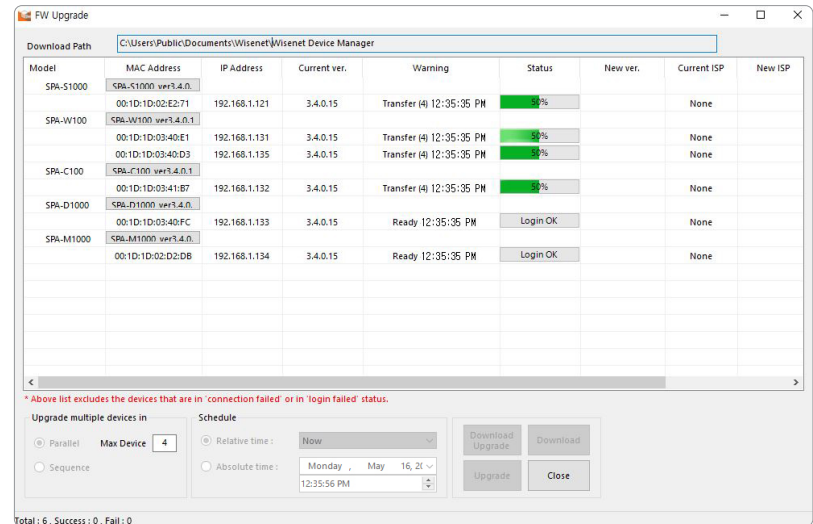 FW Upgrade
Download Path C:\Users\Public\Documents\Wisenet\Wisenet Device Manager
Model MAC Address IP Address Current ver. Warning Status New ver. Current ISP New ISP
SPA-S1000 SPA-S1000 ver3.4.0.
00:1D:1D:02:E2:71 192.168.1.121 3.4.0.15 Transfer (4) 12:35:35 PM 50% None
SPA-W100 SPA-W100 ver3.4.0.1
00:1D:1D:03:40:E1 192.168.1.131 3.4.0.15 Transfer (4) 12:35:35 PM 50% None
00:1D:1D:03:40:D3 192.168.1.135 3.4.0.15 Transfer (4) 12:35:35 PM 50% None
SPA-C100 SPA-C100 ver3.4.0.1
00:1D:1D:03:41:B7 192.168.1.132 3.4.0.15 Transfer (4) 12:35:35 PM 50% None
SPA-D1000 SPA-D1000 ver3.4.0.
00:1D:1D:03:40:FC 192.168.1.133 3.4.0.15 Ready 12:35:35 PM Login OK None
SPA-M1000 SPA-M1000 ver3.4.0.
00:1D:1D:02:D2:DB 192.168.1.134 3.4.0.15 Ready 12:35:35 PM Login OK None
* Above list excludes the devices that are in 'connection failed' or in 'login failed' status.
Upgrade multiple devices in
Parallel Max Device 4
Sequence
Schedule
Relative time : Now
Absolute time : Monday , May 16, 20
12:35:56 PM
Download Upgrade
Download
Upgrade
Close
Total : 6 , Success : 0 , Fail : 0